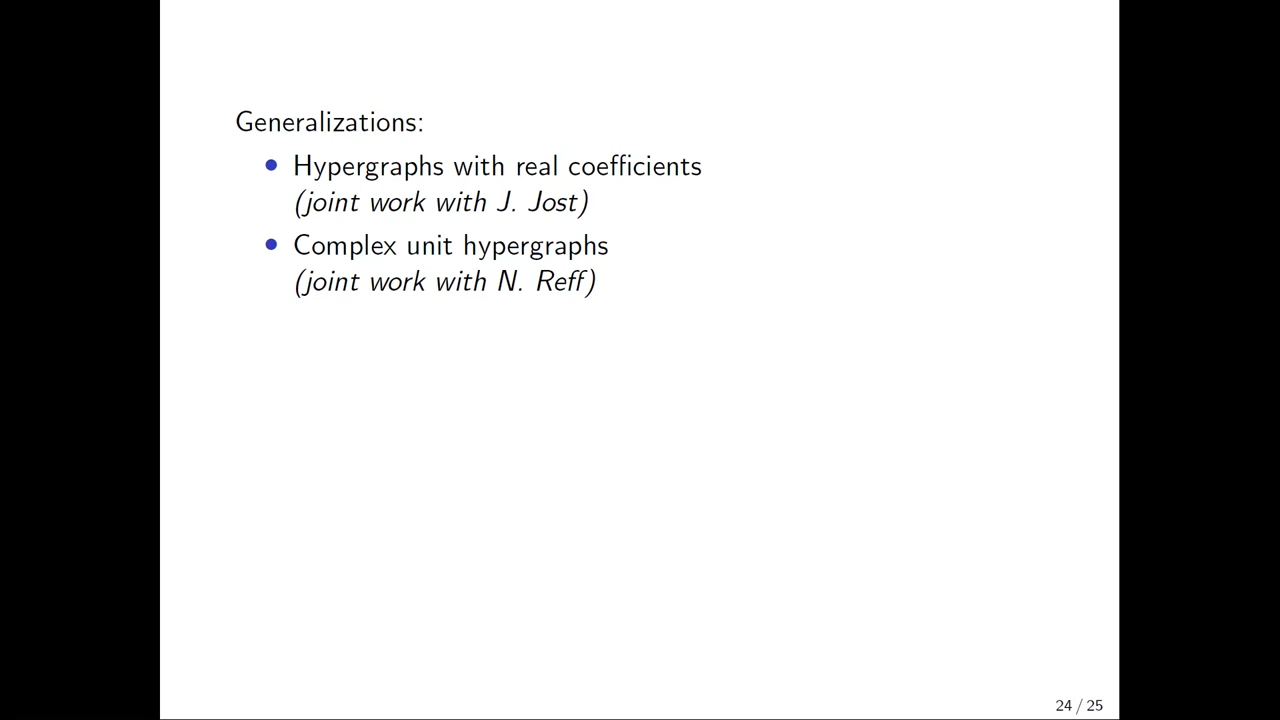 Generalizations:
• Hypergraphs with real coefficients
(joint work with J. Jost)
• Complex unit hypergraphs
(joint work with N. Reff)
24 / 25